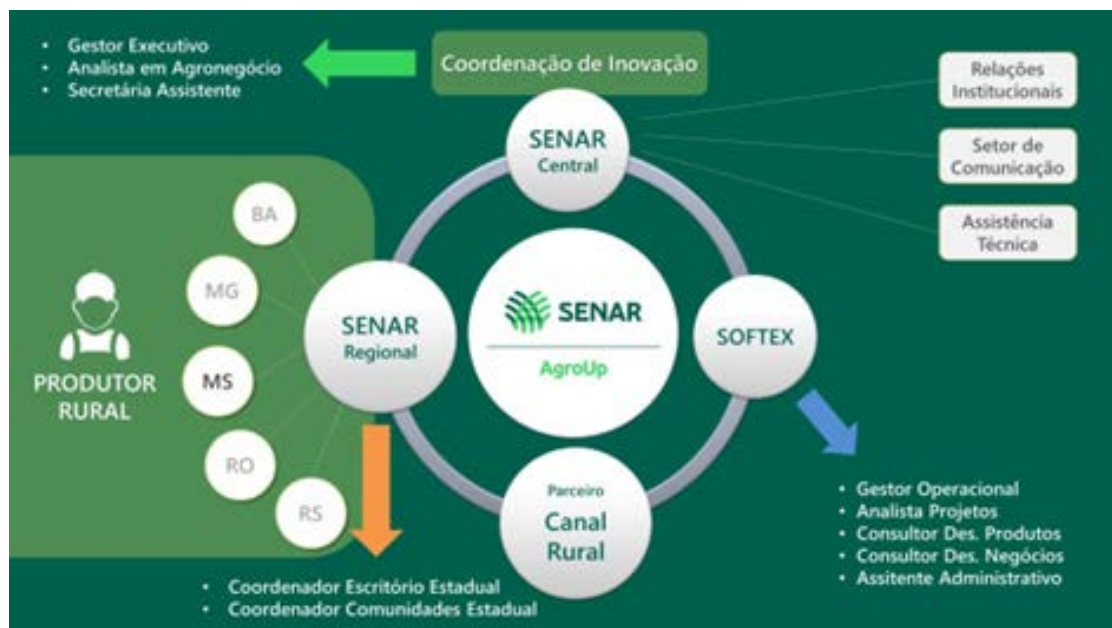 • Gestor Executivo
• Analista em Agronegócio
• Secretária Assistente
Coordenação de Inovação
Relações
Institucionais
Setor de
Comunicação
Assistência
Técnica
SENAR
Central
BA
MG
MS
RO
RS
PRODUTOR
RURAL
SENAR
Regional
SENAR
AgroUp
SOFTEX
Parceiro
Canal
Rural
• Gestor Operacional
• Analista Projetos
• Consultor Des. Produtos
• Consultor Des. Negócios
• Assitente Administrativo
• Coordenador Escritório Estadual
• Coordenador Comunidades Estadual